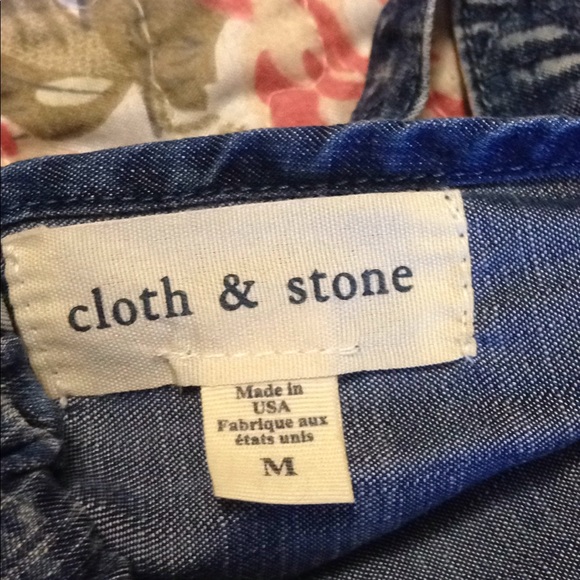 cloth & stone
Made in
USA
Fabrique aux
états unis
M